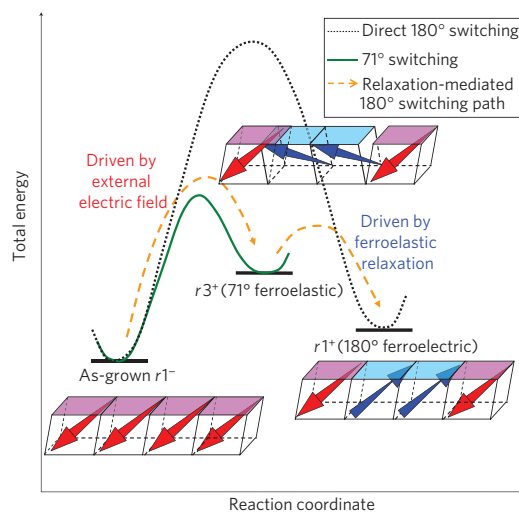 Direct 180° switching
71° switching
Relaxation-mediated
180° switching path
Driven by
external
electric field
Driven by
ferroelastic
relaxation
r3⁺ (71° ferroelastic)
r1⁺ (180° ferroelectric)
As-grown r1⁻
Total energy
Reaction coordinate